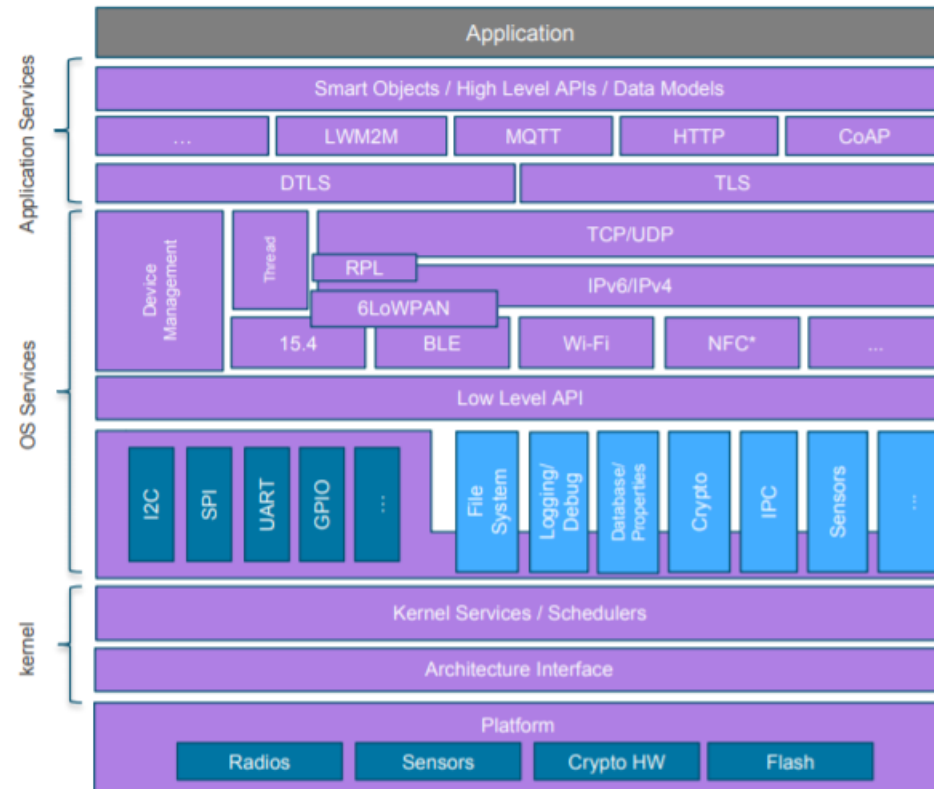 Application
Application Services
Smart Objects / High Level APIs / Data Models
...
LWM2M
MQTT
HTTP
CoAP
DTLS
TLS
OS Services
Device
Management
Thread
TCP/UDP
RPL
IPv6/IPv4
6LoWPAN
15.4
BLE
Wi-Fi
NFC*
...
Low Level API
I2C
SPI
UART
GPIO
...
File
System
Logging/
Debug
Database/
Properties
Crypto
IPC
Sensors
...
kernel
Kernel Services / Schedulers
Architecture Interface
Platform
Radios
Sensors
Crypto HW
Flash